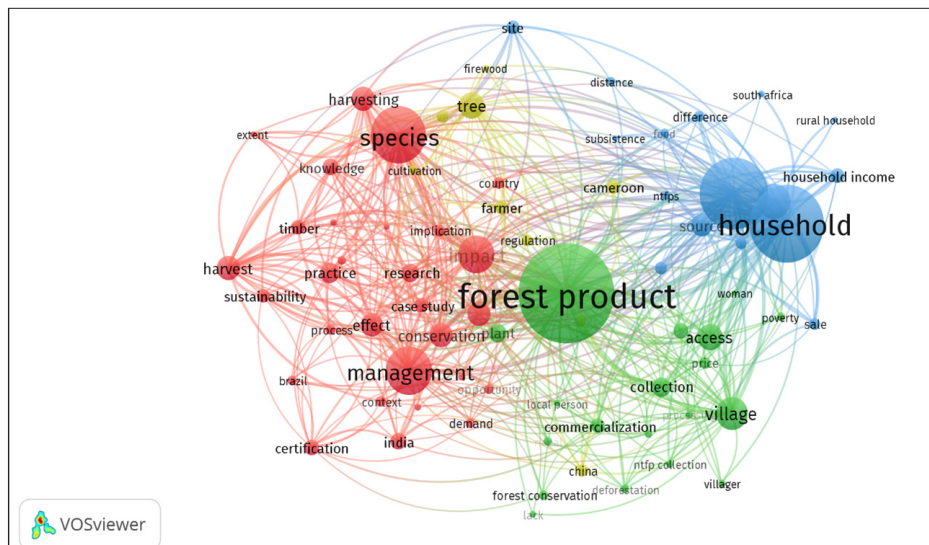 site
firewood
distance
south africa
harvesting
tree
difference
rural household
extent
species
subsistence
food
knowledge
cultivation
country
cameroon
ntfps
household income
farmer
timber
implication
regulation
source
household
harvest
practice
research
impact
sustainability
case study
forest product
woman
process
effect
conservation
plant
access
poverty
sale
price
brazil
management
opportunity
collection
context
local person
village
demand
commercialization
certification
india
china
ntfp collection
forest conservation
deforestation
villager
lack
VOSviewer